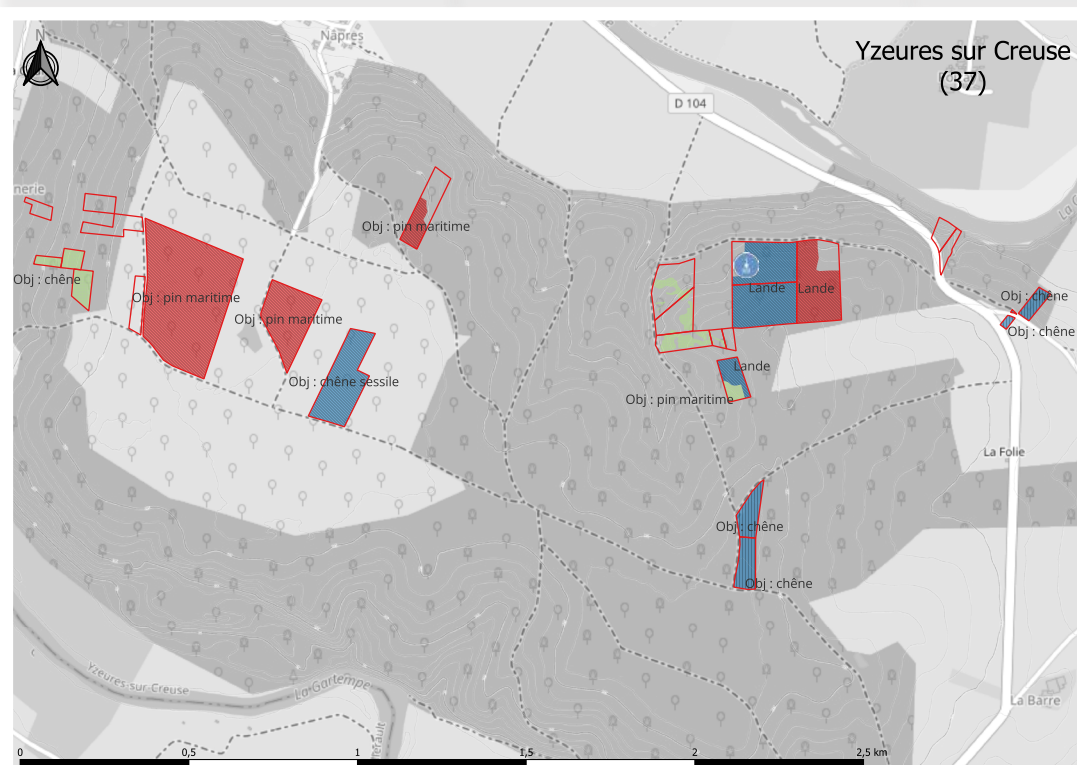 N
Nâpres
Yzeures sur Creuse
(37)
D 104
nerie
Obj : pin maritime
Obj : chêne
Obj : pin maritime
Obj : pin maritime
Lande
Lande
Obj : chêne
Obj : chêne
Obj : chêne sessile
Lande
Obj : pin maritime
La Folie
Obj : chêne
Obj : chêne
Yzeures-sur-Creuse
La Gartempe
La Barre
0
0,5
1
1,5
2
2,5 km